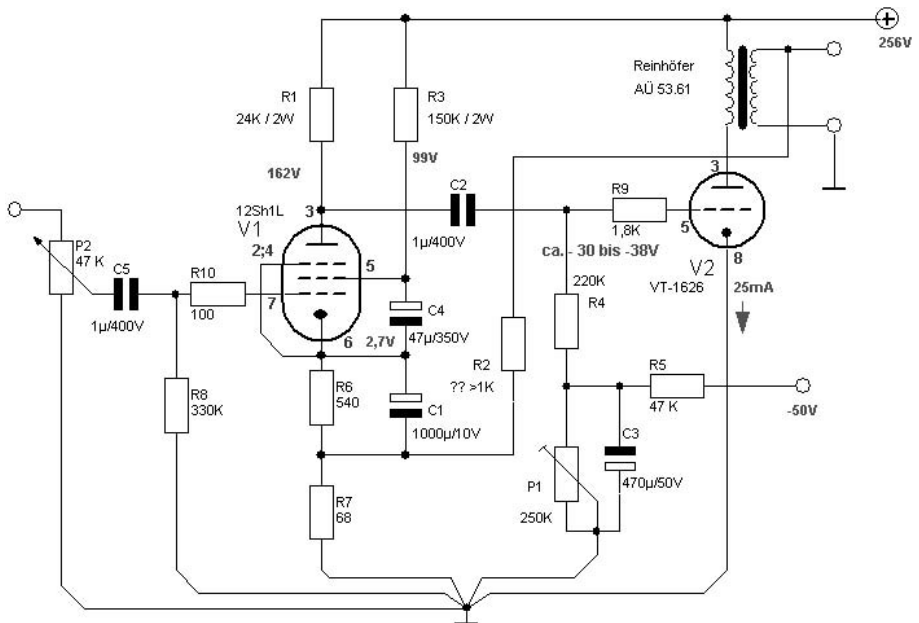 256V
Reinhöfer
AÜ 53.61
R1
24K / 2W
R3
150K / 2W
162V
99V
3
C2
R9
12Sh1L
V1
3
2;4
1µ/400V
1,8K
5
5
ca. - 30 bis -38V
V2
8
VT-1626
25mA
P2
47 K
C5
R10
7
220K
R4
1µ/400V
100
C4
47µ/350V
6
2,7V
R2
?? >1K
R5
47 K
-50V
R8
330K
R6
540
C1
1000µ/10V
C3
470µ/50V
P1
250K
R7
68